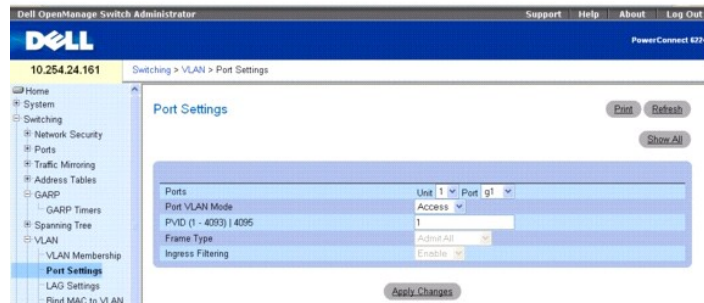 Dell OpenManage Switch Administrator
Support Help About Log Out
DELL
PowerConnect 6224
10.254.24.161
Switching > VLAN > Port Settings
Home
System
Switching
Network Security
Ports
Traffic Mirroring
Address Tables
GARP
GARP Timers
Spanning Tree
VLAN
VLAN Membership
Port Settings
LAG Settings
Bind MAC to VLAN
Port Settings
Print Refresh
Show All
Ports Unit 1 Port g1
Port VLAN Mode Access
PVID (1 - 4093) | 4095 1
Frame Type Admit All
Ingress Filtering Enable
Apply Changes